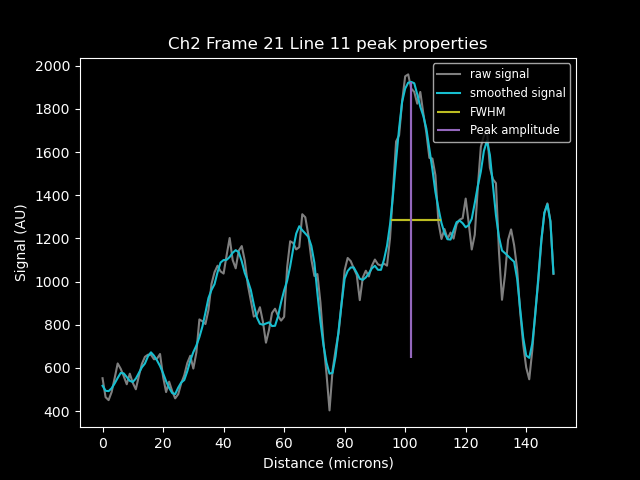 Ch2 Frame 21 Line 11 peak properties
raw signal
smoothed signal
FWHM
Peak amplitude
Signal (AU)
2000
1800
1600
1400
1200
1000
800
600
400
0 20 40 60 80 100 120 140
Distance (microns)